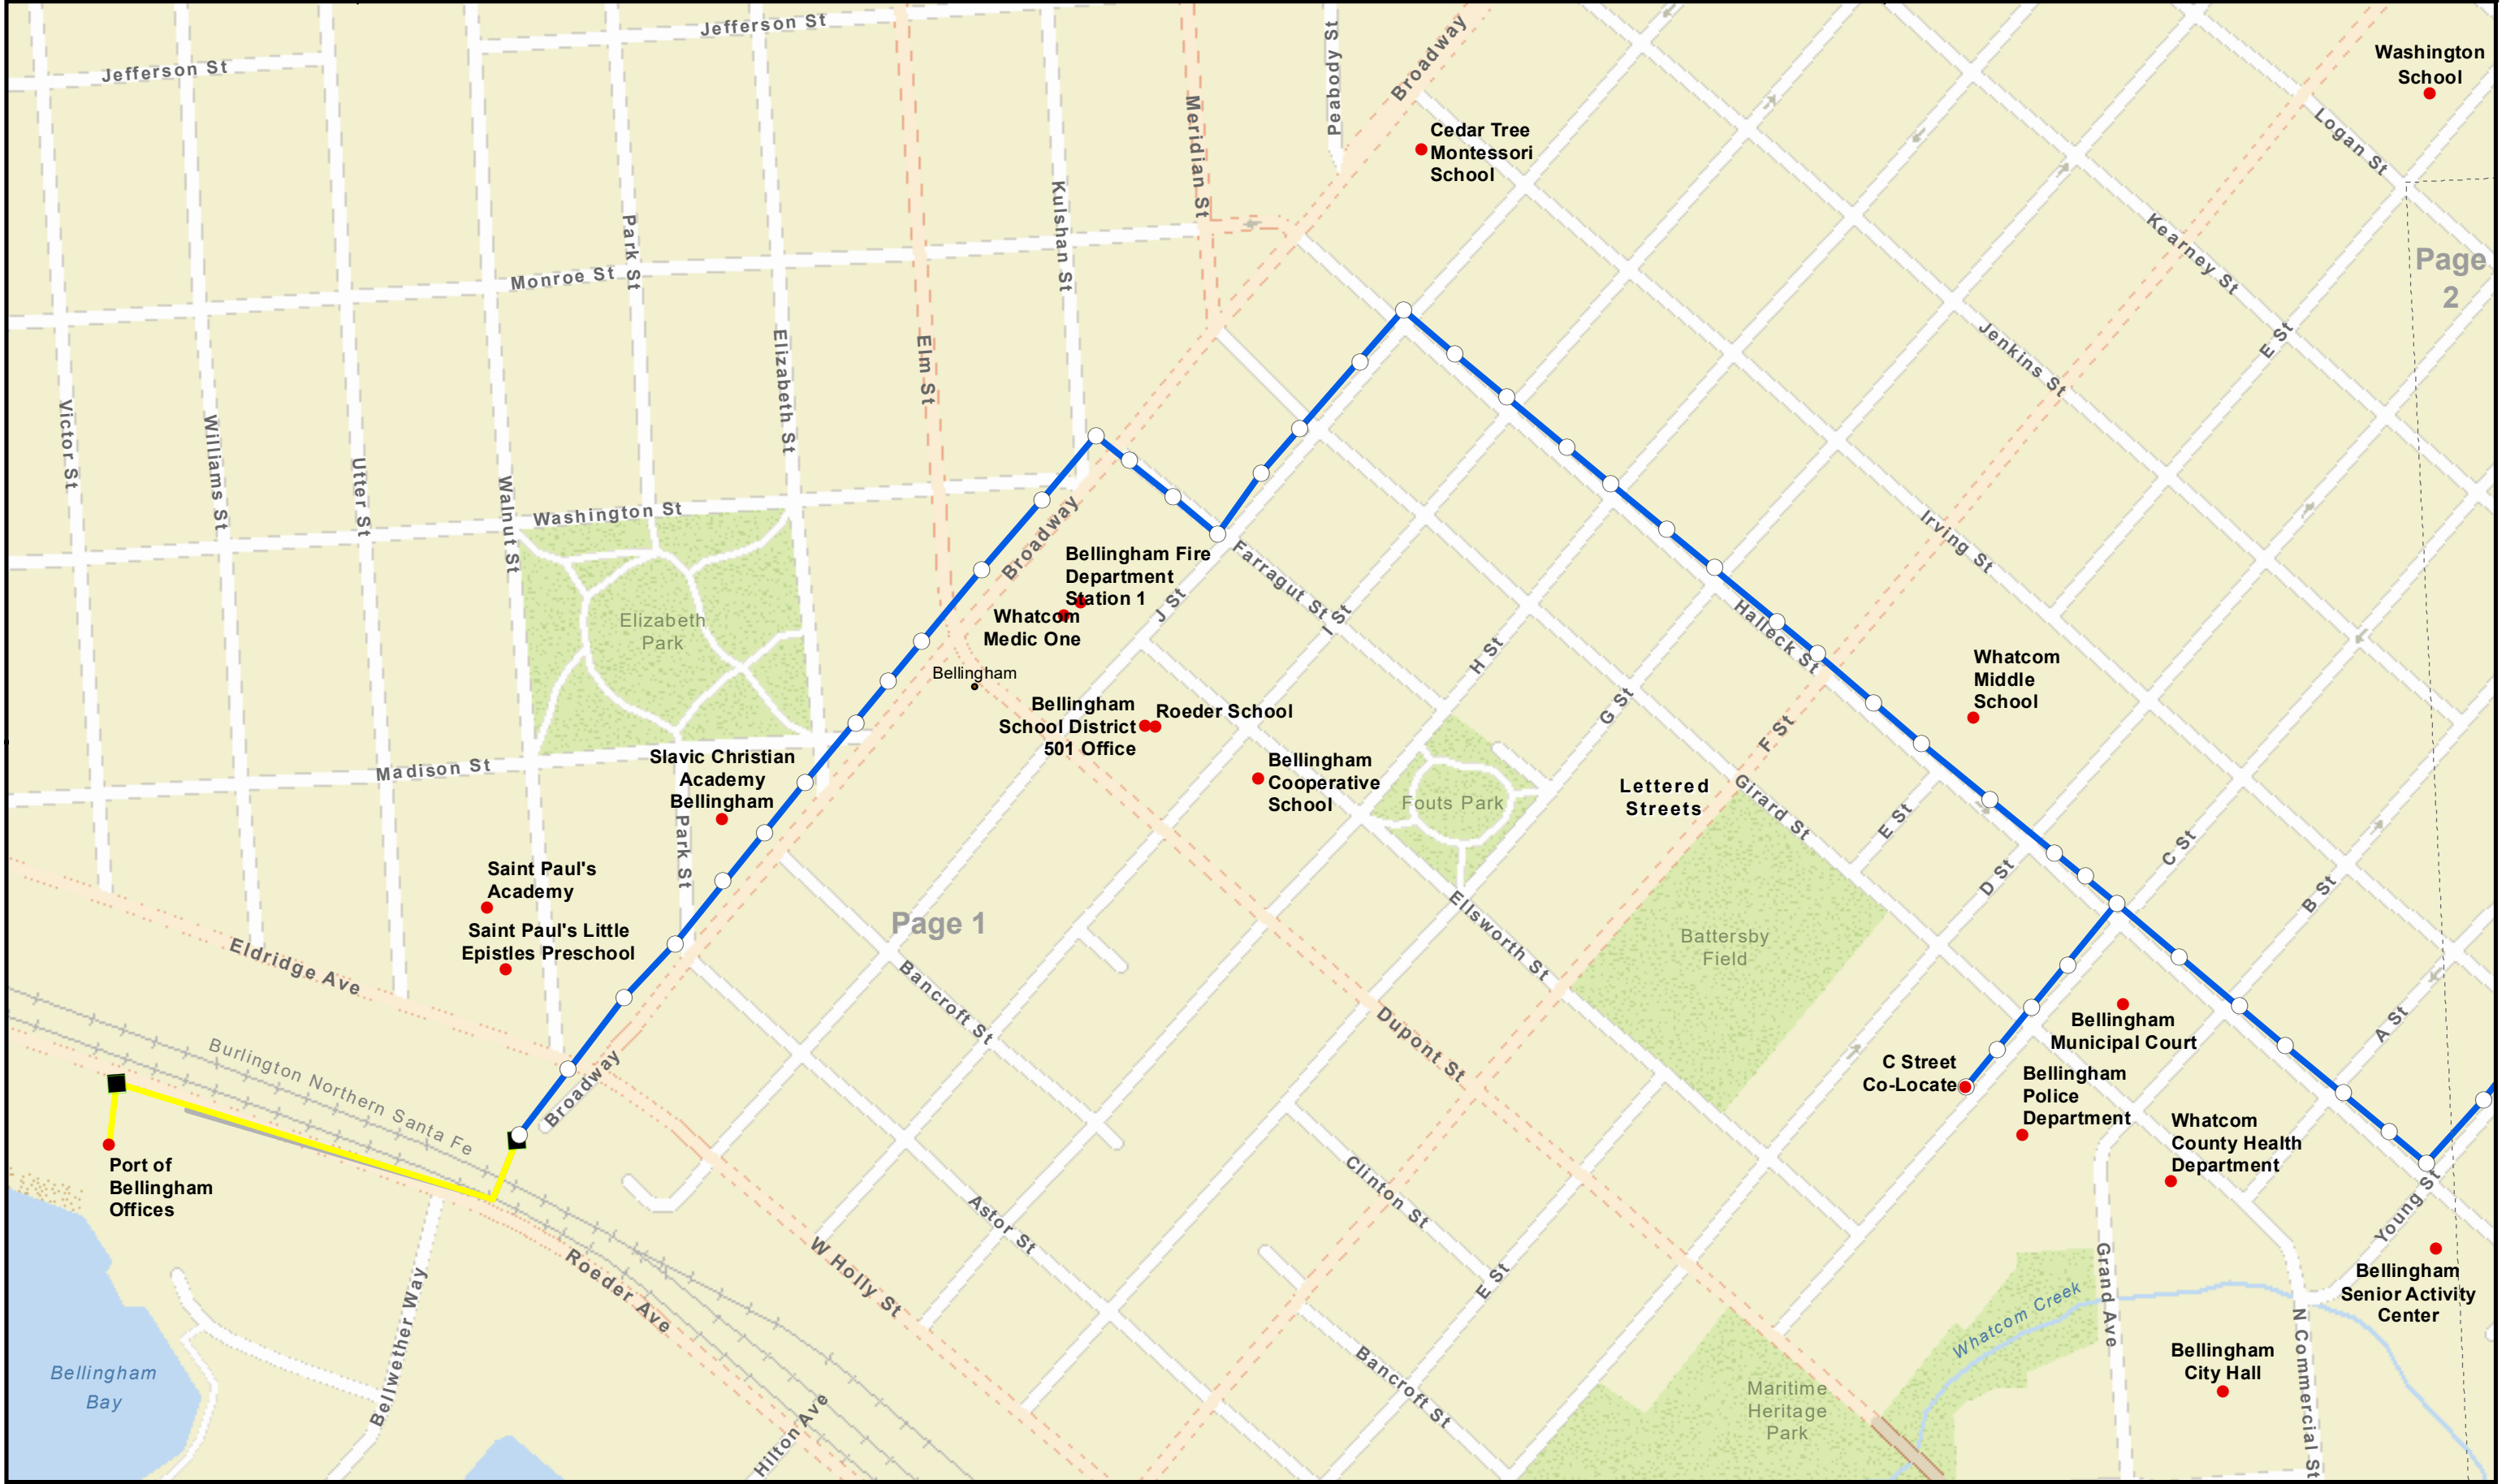 Jefferson St
Jefferson St
Peabody St
Broadway
Washington
School
Meridian St
Cedar Tree
Montessori
School
Logan St
Kulshan St
Park St
Monroe St
Kearney St
Page
2
Elizabeth St
Elm St
E St
Jenkins St
Victor St
Williams St
Utter St
Walnut St
Washington St
Broadway
Irving St
Bellingham Fire
Department
Station 1
Whatcom
Medic One
J St
Farragut St
I St
Elizabeth
Park
Halleck St
H St
Bellingham
Whatcom
Middle
School
Bellingham
School District
501 Office
Roeder School
G St
F St
Madison St
Slavic Christian
Academy
Bellingham
Bellingham
Cooperative
School
Fouts Park
Lettered
Streets
Girard St
E St
D St
C St
B St
Park St
Saint Paul's
Academy
Saint Paul's Little
Epistles Preschool
Page 1
Ellsworth St
Battersby
Field
Eldridge Ave
Bancroft St
Dupont St
A St
Bellingham
Municipal Court
C Street
Co-Locate
Bellingham
Police
Department
Burlington Northern Santa Fe
Broadway
Port of
Bellingham
Offices
Whatcom
County Health
Department
Clinton St
Astor St
Young St
W Holly St
Roeder Ave
E St
Bellingham
Senior Activity
Center
Grand Ave
Whatcom Creek
Bellwether Way
N Commercial St
Bellingham
City Hall
Bellingham
Bay
Bancroft St
Maritime
Heritage
Park
Hilton Ave